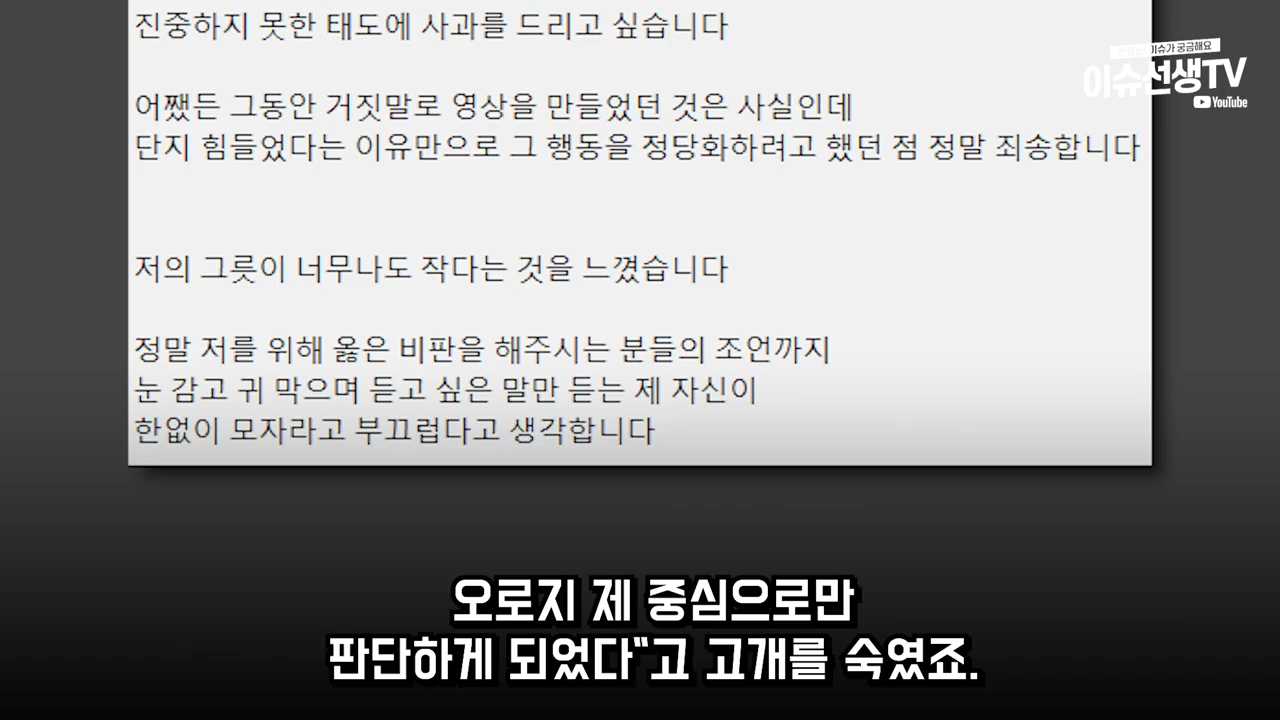 진중하지 못한 태도에 사과를 드리고 싶습니다
이슈가 궁금해요
이슈선생TV
YouTube
어쨌든 그동안 거짓말로 영상을 만들었던 것은 사실인데
단지 힘들었다는 이유만으로 그 행동을 정당화하려고 했던 점 정말 죄송합니다
저의 그릇이 너무나도 작다는 것을 느꼈습니다
정말 저를 위해 옳은 비판을 해주시는 분들의 조언까지
눈 감고 귀 막으며 듣고 싶은 말만 듣는 제 자신이
한없이 모자라고 부끄럽다고 생각합니다
오로지 제 중심으로만
판단하게 되었다"고 고개를 숙였죠.